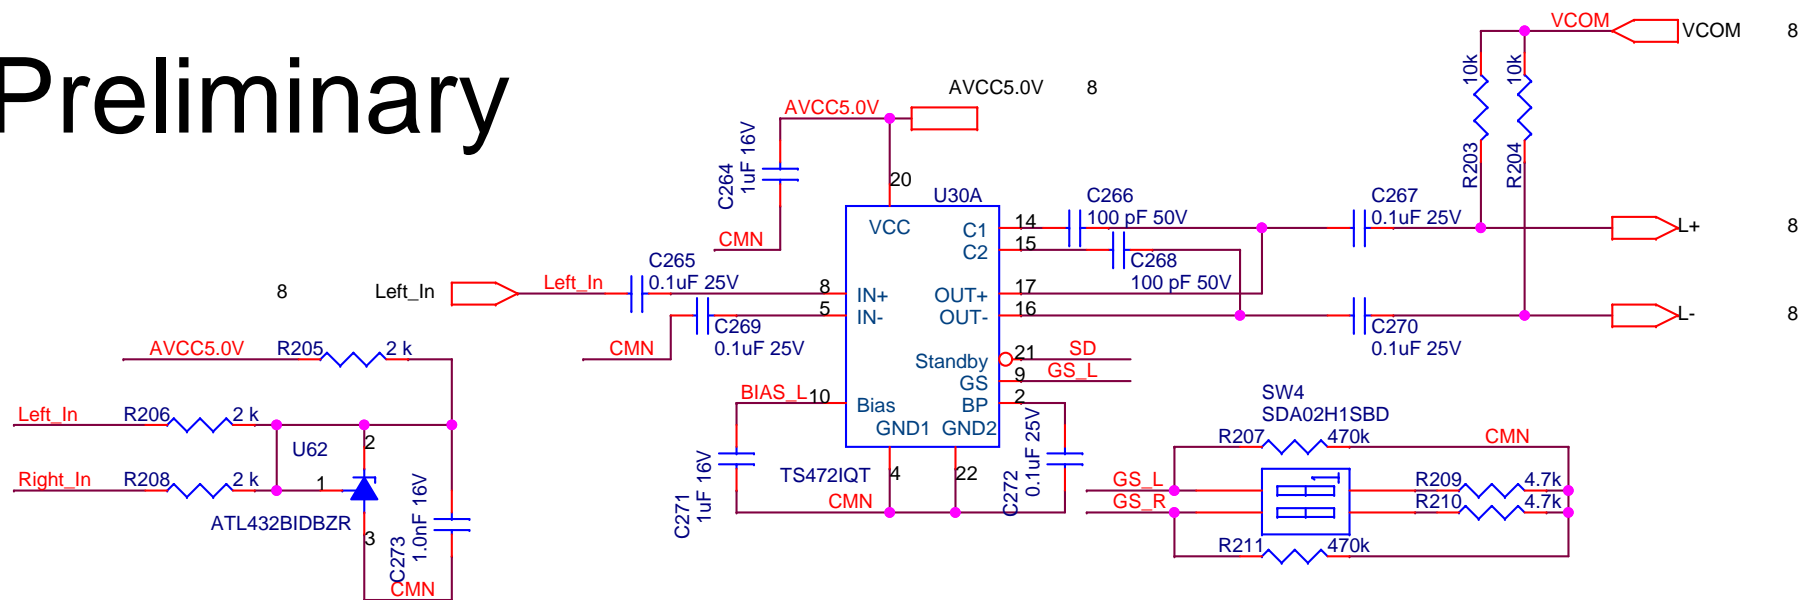 Preliminary
VCOM
VCOM 8
10k
10k
R203
R204
AVCC5.0V 8
AVCC5.0V
C264
1uF 16V
CMN
20
U30A
VCC
C1
C2
IN+
IN-
OUT+
OUT-
Standby
GS
BP
Bias
GND1 GND2
14
15
8
5
17
16
21
9
2
10
4
22
TS472IQT
C266
100 pF 50V
C268
100 pF 50V
C267
0.1uF 25V
L+ 8
C270
0.1uF 25V
L- 8
8 Left_In
Left_In
C265
0.1uF 25V
C269
0.1uF 25V
CMN
SD
GS_L
BIAS_L
C271
1uF 16V
CMN
C272
0.1uF 25V
AVCC5.0V R205 2 k
Left_In R206 2 k
U62
2
1
3
Right_In R208 2 k
ATL432BIDBZR
C273
1.0nF 16V
CMN
SW4
SDA02H1SBD
R207 470k CMN
GS_L
GS_R
1
R209 4.7k
R210 4.7k
R211 470k